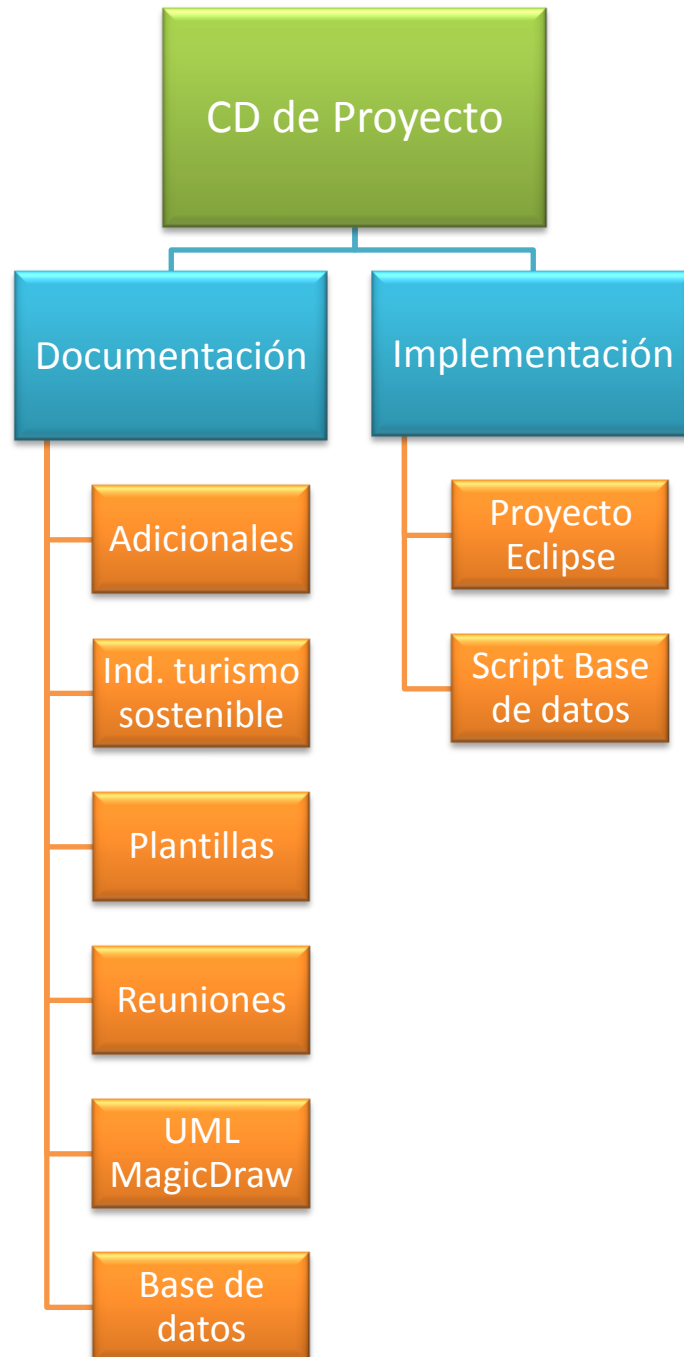 CD de Proyecto
Documentación
Adicionales
Ind. turismo
sostenible
Plantillas
Reuniones
UML
MagicDraw
Base de
datos
Implementación
Proyecto
Eclipse
Script Base
de datos